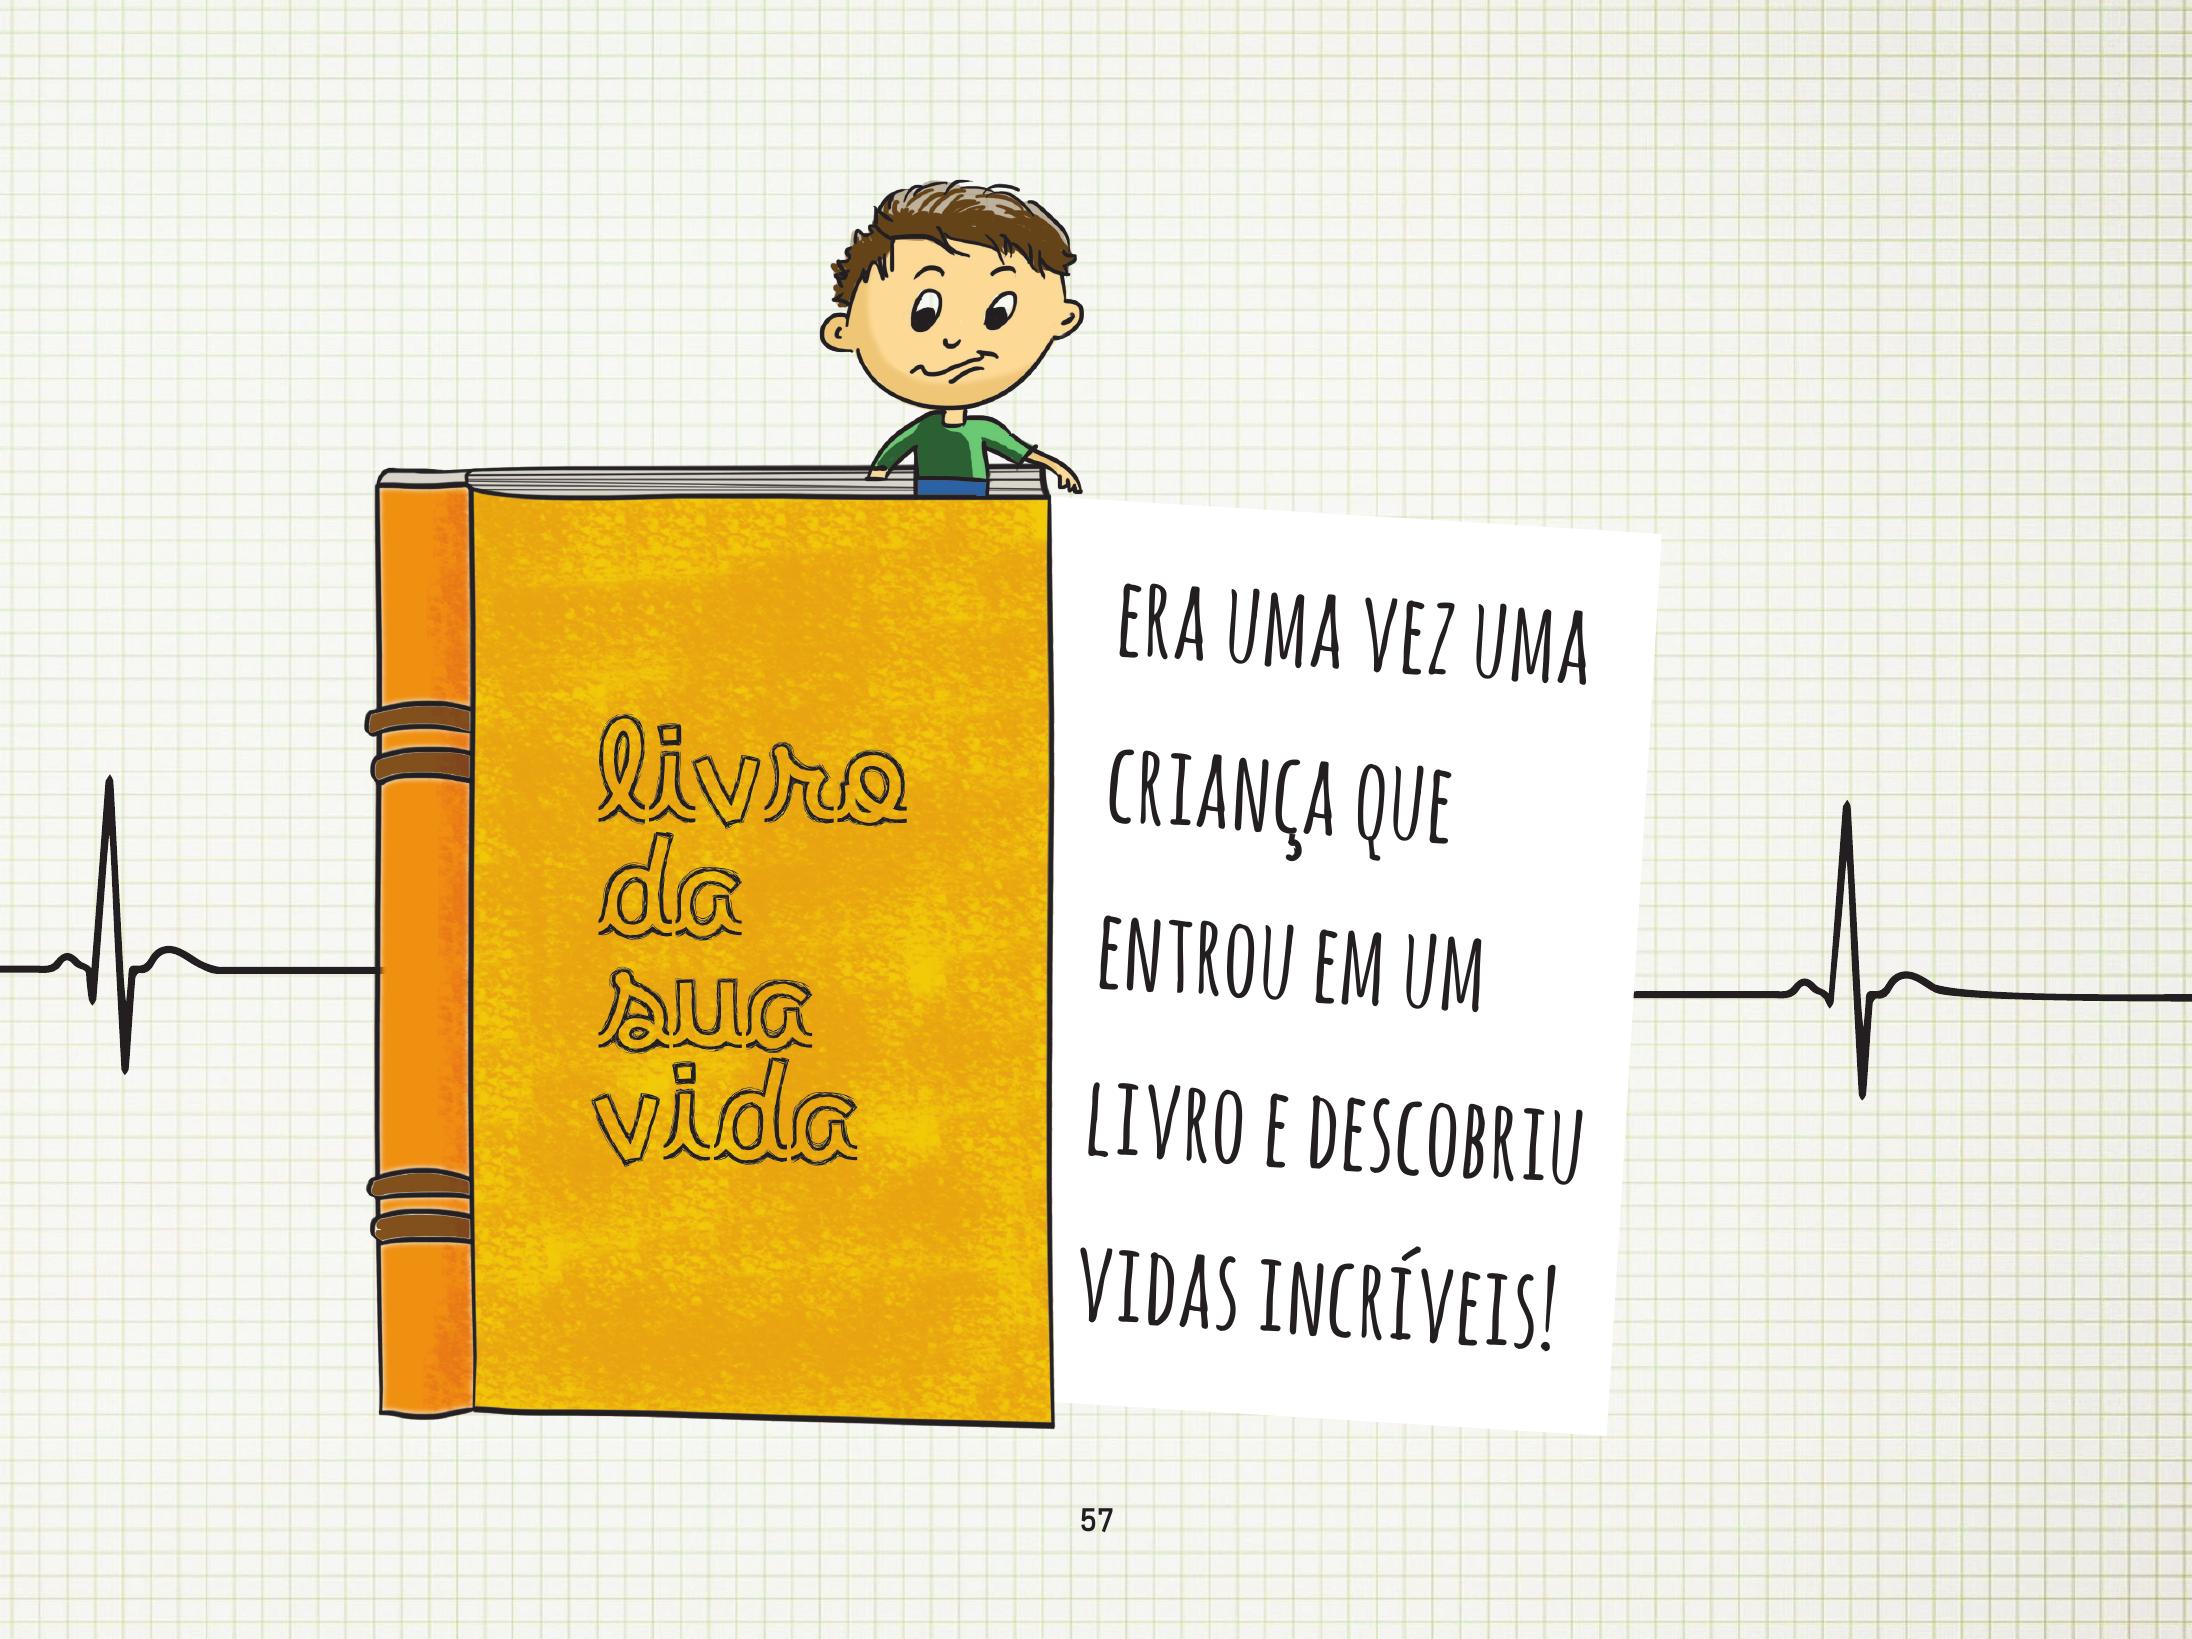 livro
da
sua
vida
ERA UMA VEZ UMA
CRIANÇA QUE
ENTROU EM UM
LIVRO E DESCOBRIU
VIDAS INCRÍVEIS!
57